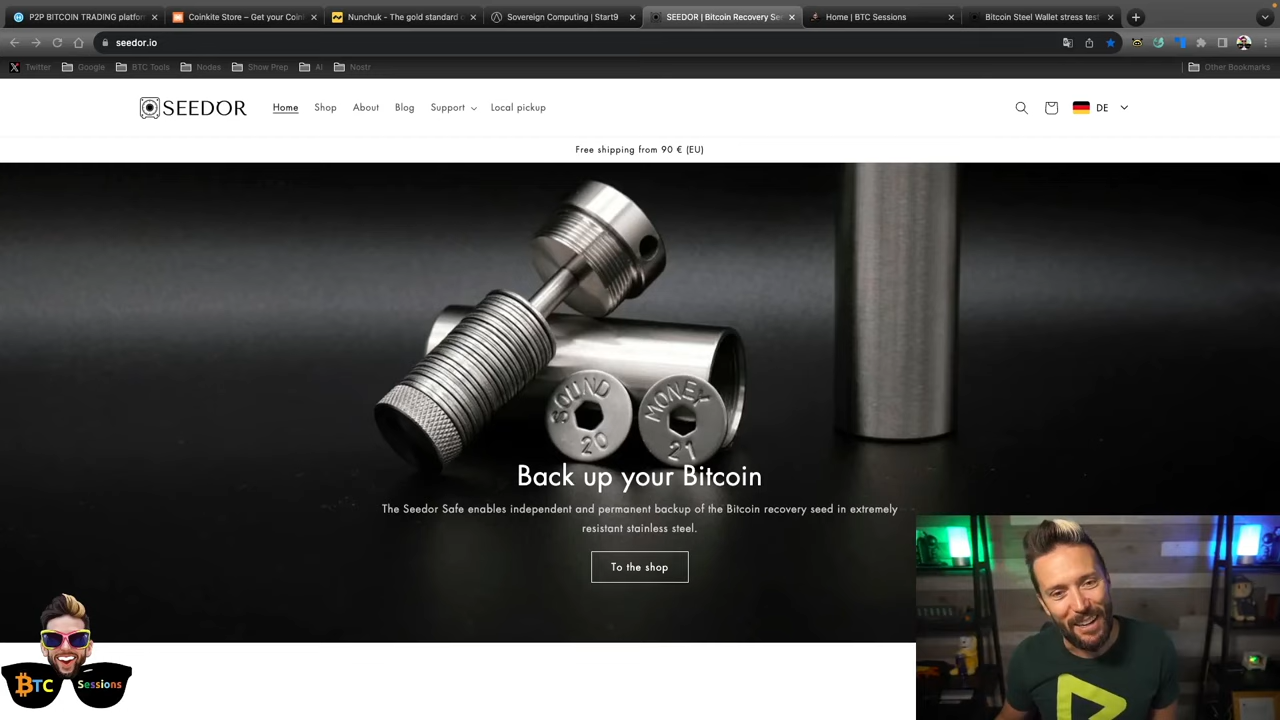 P2P BITCOIN TRADING platform
Coinkite Store – Get your Coin
Nunchuk - The gold standard o
Sovereign Computing | Start9
SEEDOR | Bitcoin Recovery See
Home | BTC Sessions
Bitcoin Steel Wallet stress test
seedor.io
Twitter
Google
BTC Tools
Nodes
Show Prep
AI
Nostr
Other Bookmarks
SEEDOR
Home
Shop
About
Blog
Support
Local pickup
DE
Free shipping from 90 € (EU)
SOUND
20
MONEY
21
Back up your Bitcoin
The Seedor Safe enables independent and permanent backup of the Bitcoin recovery seed in extremely
resistant stainless steel.
To the shop
BTC Sessions